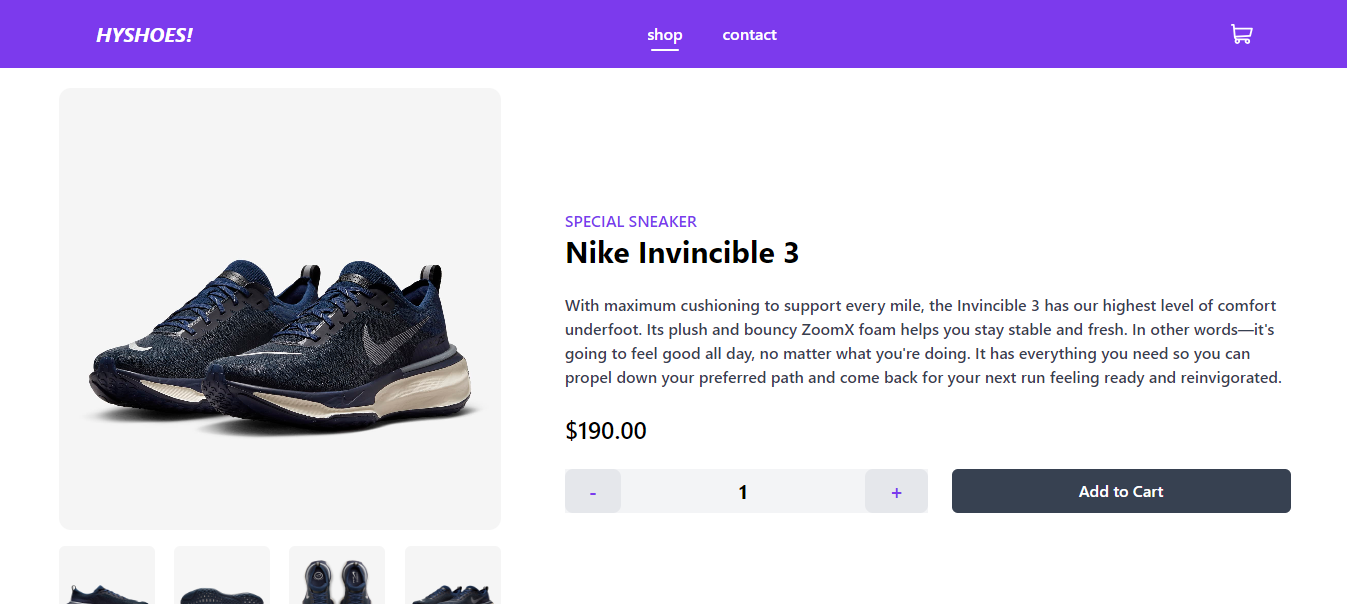 HYSHOES!
shop
contact
SPECIAL SNEAKER
Nike Invincible 3
With maximum cushioning to support every mile, the Invincible 3 has our highest level of comfort
underfoot. Its plush and bouncy ZoomX foam helps you stay stable and fresh. In other words—it's
going to feel good all day, no matter what you're doing. It has everything you need so you can
propel down your preferred path and come back for your next run feeling ready and reinvigorated.
$190.00
- 1 + Add to Cart